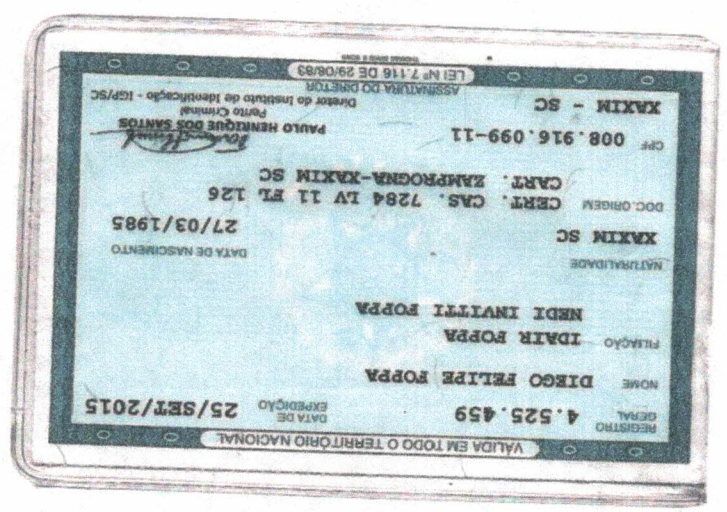 VÁLIDA EM TODO O TERRITÓRIO NACIONAL
REGISTRO GERAL 4.525.459 DATA DE EXPEDIÇÃO 25/SET/2015
NOME DIEGO FELIPE FOPPA
FILIAÇÃO IDAIR FOPPA
NEDI INVITTI FOPPA
NATURALIDADE DATA DE NASCIMENTO
XAXIM SC 27/03/1985
DOC.ORIGEM CERT. CAS. 7284 LV 11 FL 126
CART. ZAMPROGNA-XAXIM SC
CPF 008.916.099-11
PAULO HENRIQUE DOS SANTOS
Perito Criminal
XAXIM - SC
Diretor do Instituto de Identificação - IGP/SC
ASSINATURA DO DIRETOR
LEI Nº 7.116 DE 29/08/83